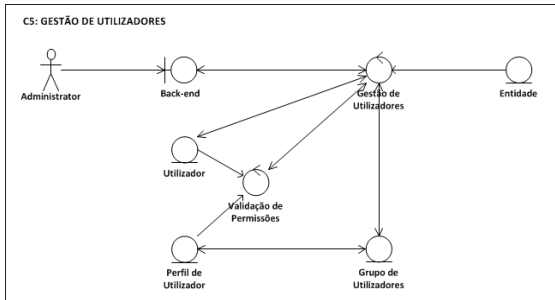 C5: GESTÃO DE UTILIZADORES
Administrator
Back-end
Gestão de
Utilizadores
Entidade
Utilizador
Validação de
Permissões
Perfil de
Utilizador
Grupo de
Utilizadores